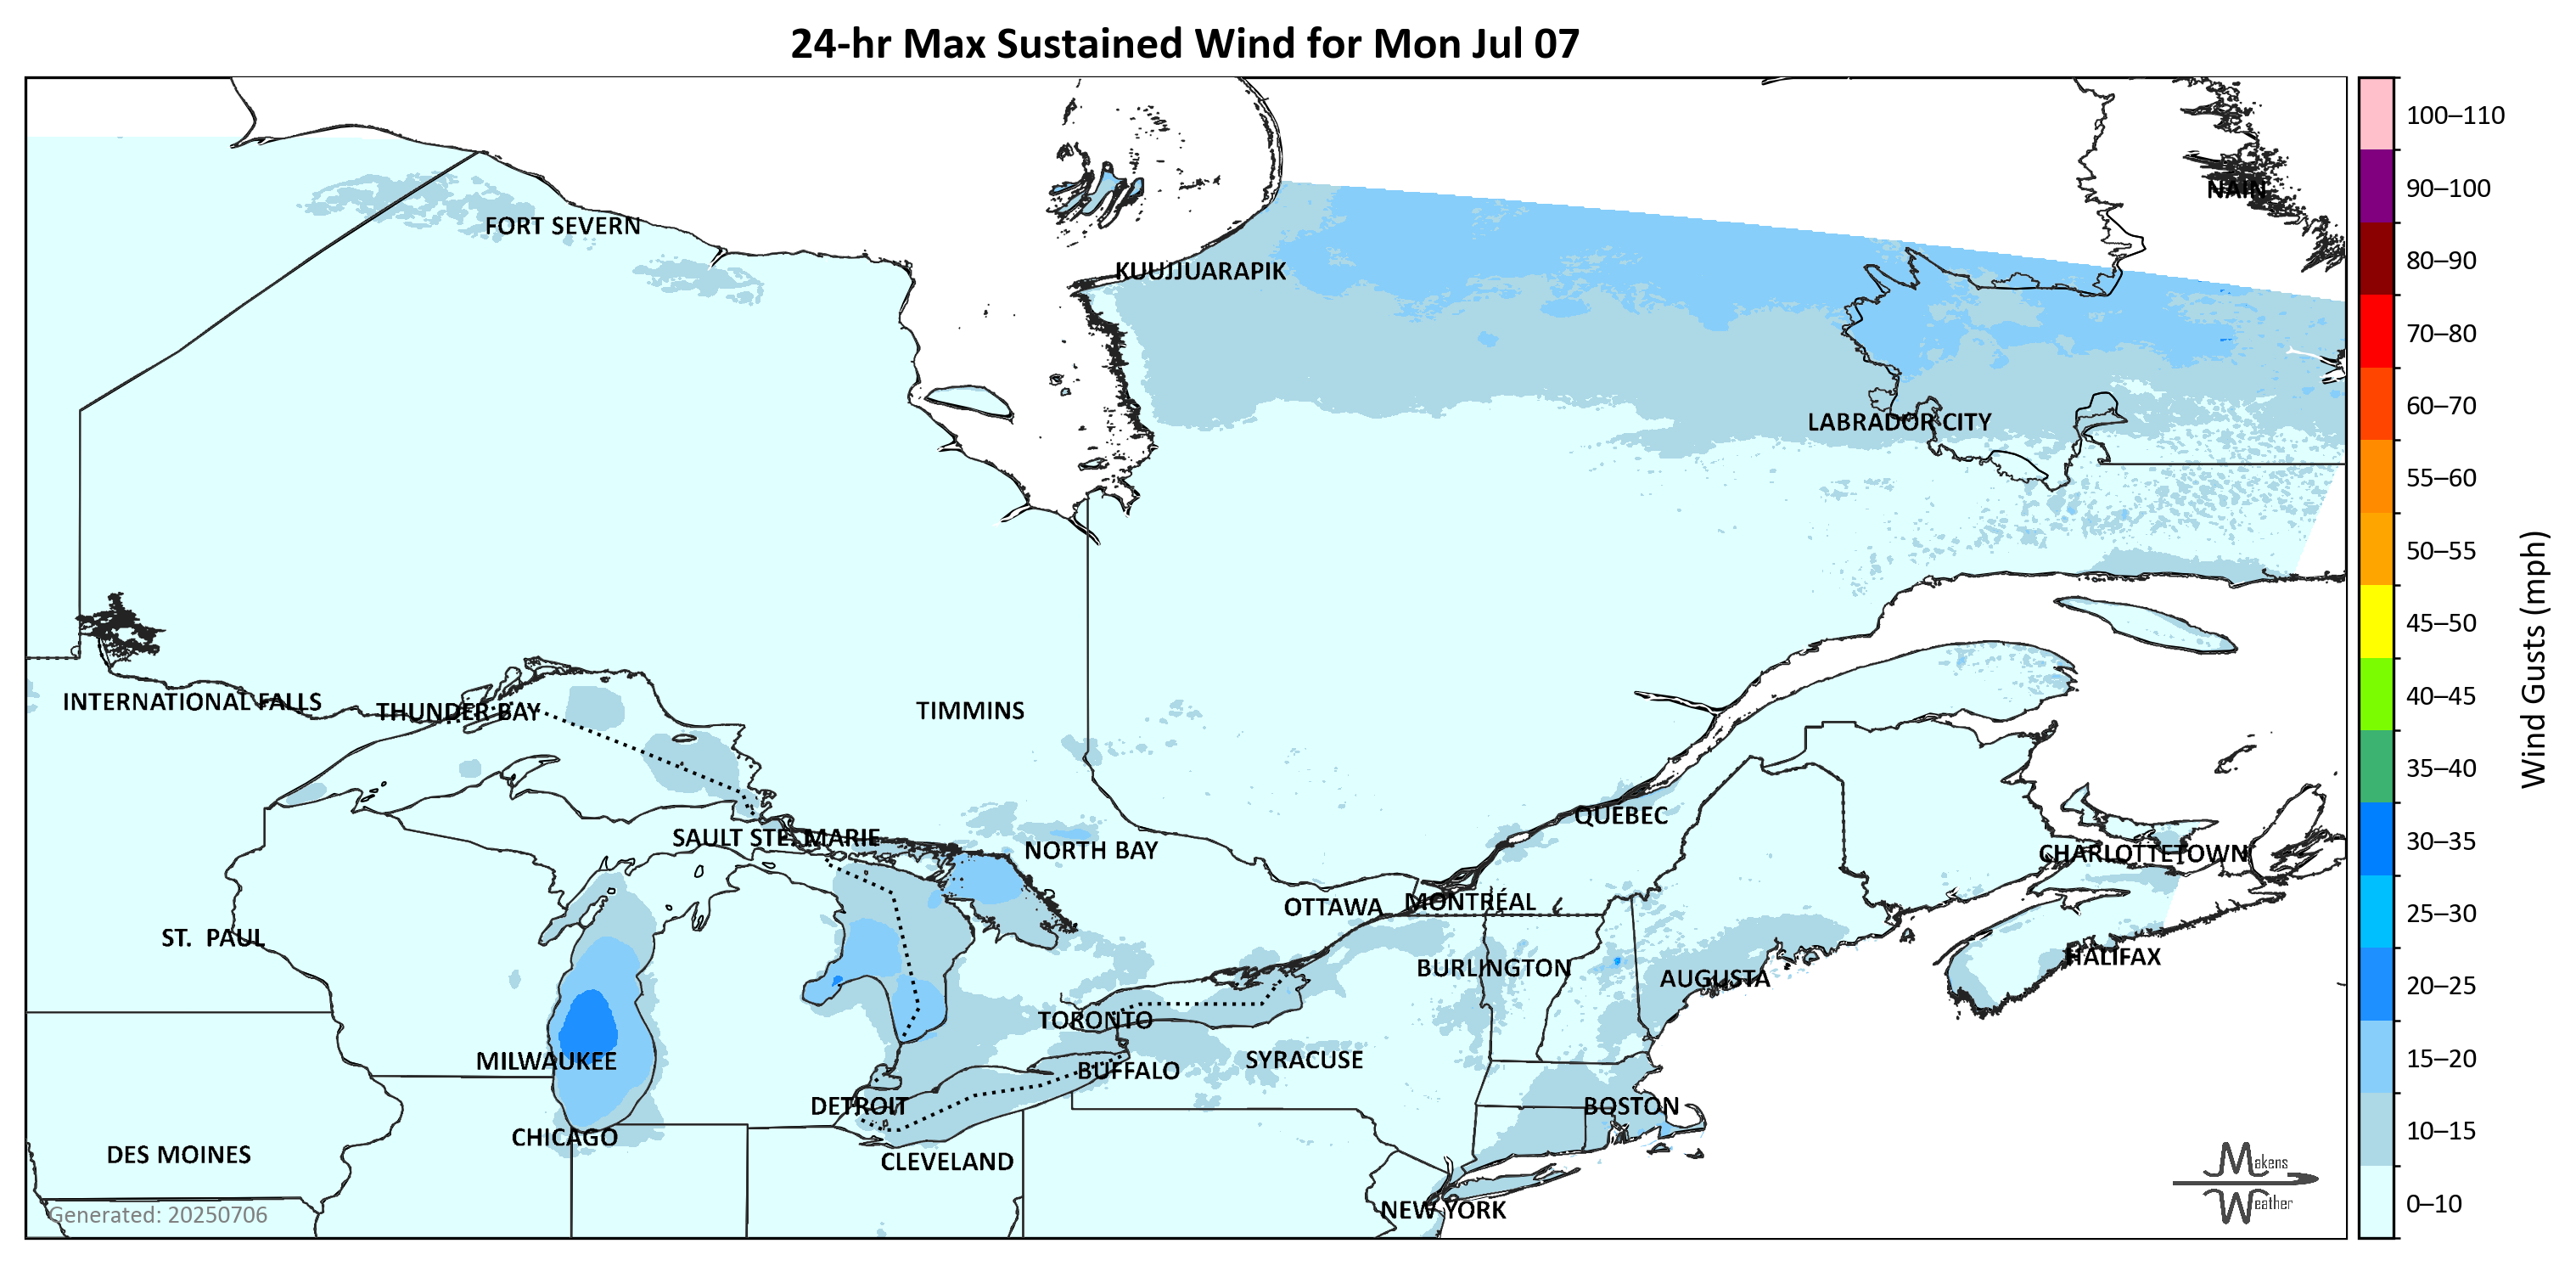 24-hr Max Sustained Wind for Mon Jul 07
100–110
90–100
80–90
70–80
60–70
55–60
50–55
45–50
40–45
35–40
30–35
25–30
20–25
15–20
10–15
0–10
Wind Gusts (mph)
NAIN
FORT SEVERN
KUUJJUARAPIK
LABRADOR CITY
INTERNATIONAL FALLS
THUNDER BAY
TIMMINS
SAULT STE. MARIE
NORTH BAY
QUÉBEC
CHARLOTTETOWN
OTTAWA
MONTRÉAL
ST. PAUL
BURLINGTON
AUGUSTA
HALIFAX
TORONTO
MILWAUKEE
BUFFALO
SYRACUSE
DETROIT
BOSTON
CHICAGO
DES MOINES
CLEVELAND
NEW YORK
Generated: 20250706
Makens
Weather